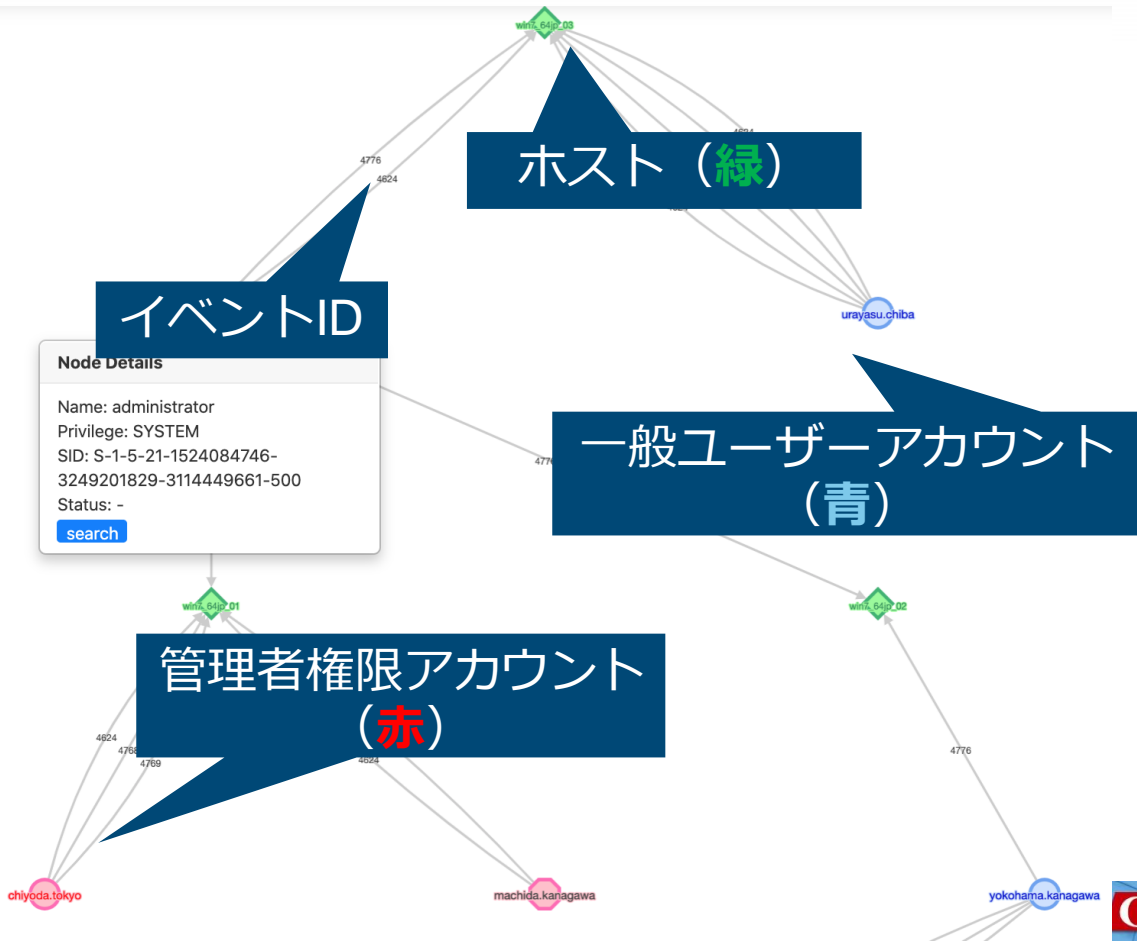 win7_64jp_03
4624
4776
4624
ホスト（緑）
イベントID
urayasu.chiba
Node Details
Name: administrator
Privilege: SYSTEM
SID: S-1-5-21-1524084746-
3249201829-3114449661-500
Status: -
search
一般ユーザーアカウント
（青）
win7_64jp_01
win7_64jp_02
管理者権限アカウント
（赤）
4624
4768
4769
4624
4776
chiyoda.tokyo
machida.kanagawa
yokohama.kanagawa